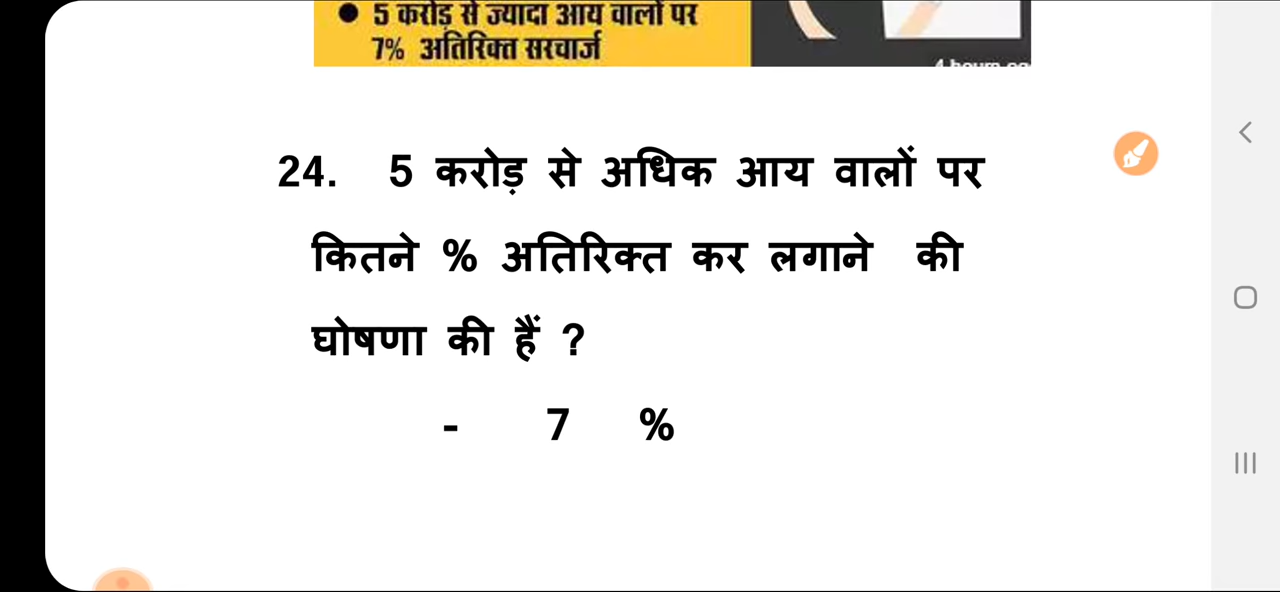 ● 5 करोड़ से ज्यादा आय वालों पर
7% अतिरिक्त सरचार्ज
24. 5 करोड़ से अधिक आय वालों पर
कितने % अतिरिक्त कर लगाने की
घोषणा की हैं ?
- 7 %